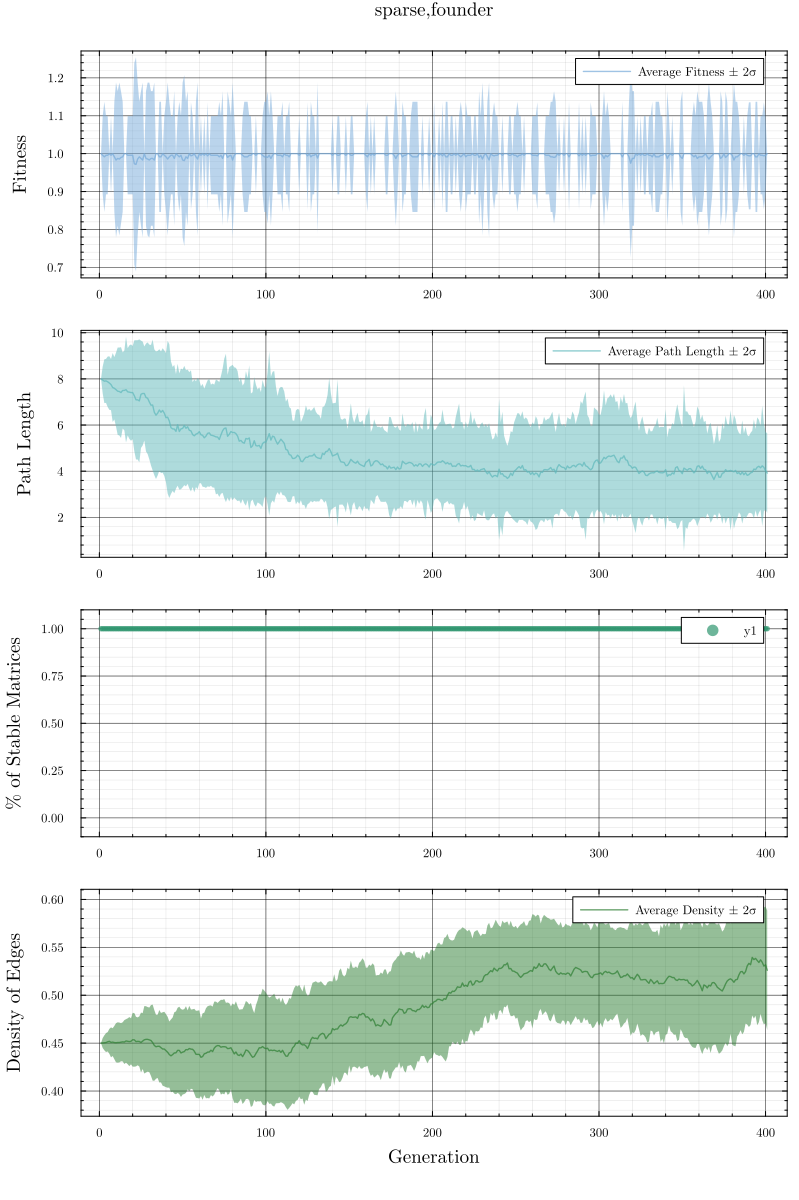 sparse,founder
Average Fitness ± 2σ
Fitness
1.2
1.1
1.0
0.9
0.8
0.7
0 100 200 300 400
Average Path Length ± 2σ
Path Length
10
8
6
4
2
0 100 200 300 400
y1
% of Stable Matrices
1.00
0.75
0.50
0.25
0.00
0 100 200 300 400
Average Density ± 2σ
Density of Edges
0.60
0.55
0.50
0.45
0.40
0 100 200 300 400
Generation